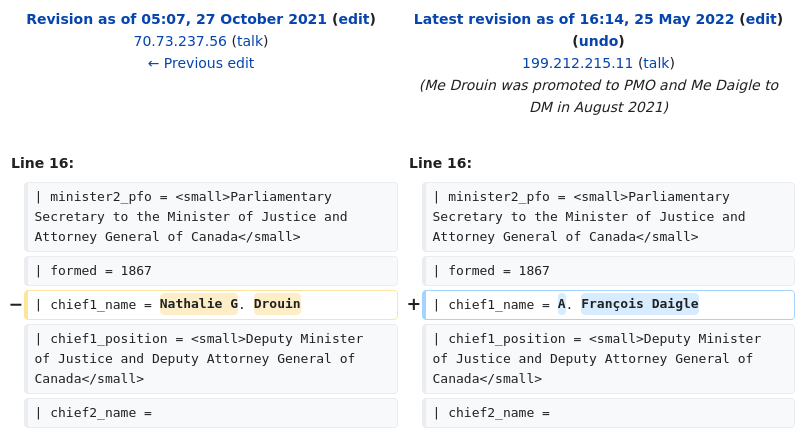 Revision as of 05:07, 27 October 2021 (edit)
70.73.237.56 (talk)
← Previous edit
Latest revision as of 16:14, 25 May 2022 (edit)
(undo)
199.212.215.11 (talk)
(Me Drouin was promoted to PMO and Me Daigle to
DM in August 2021)
Line 16:
| minister2_pfo = <small>Parliamentary
Secretary to the Minister of Justice and
Attorney General of Canada</small>
| formed = 1867
− | chief1_name = Nathalie G. Drouin
| chief1_position = <small>Deputy Minister
of Justice and Deputy Attorney General of
Canada</small>
| chief2_name =
Line 16:
| minister2_pfo = <small>Parliamentary
Secretary to the Minister of Justice and
Attorney General of Canada</small>
| formed = 1867
+ | chief1_name = A. François Daigle
| chief1_position = <small>Deputy Minister
of Justice and Deputy Attorney General of
Canada</small>
| chief2_name =